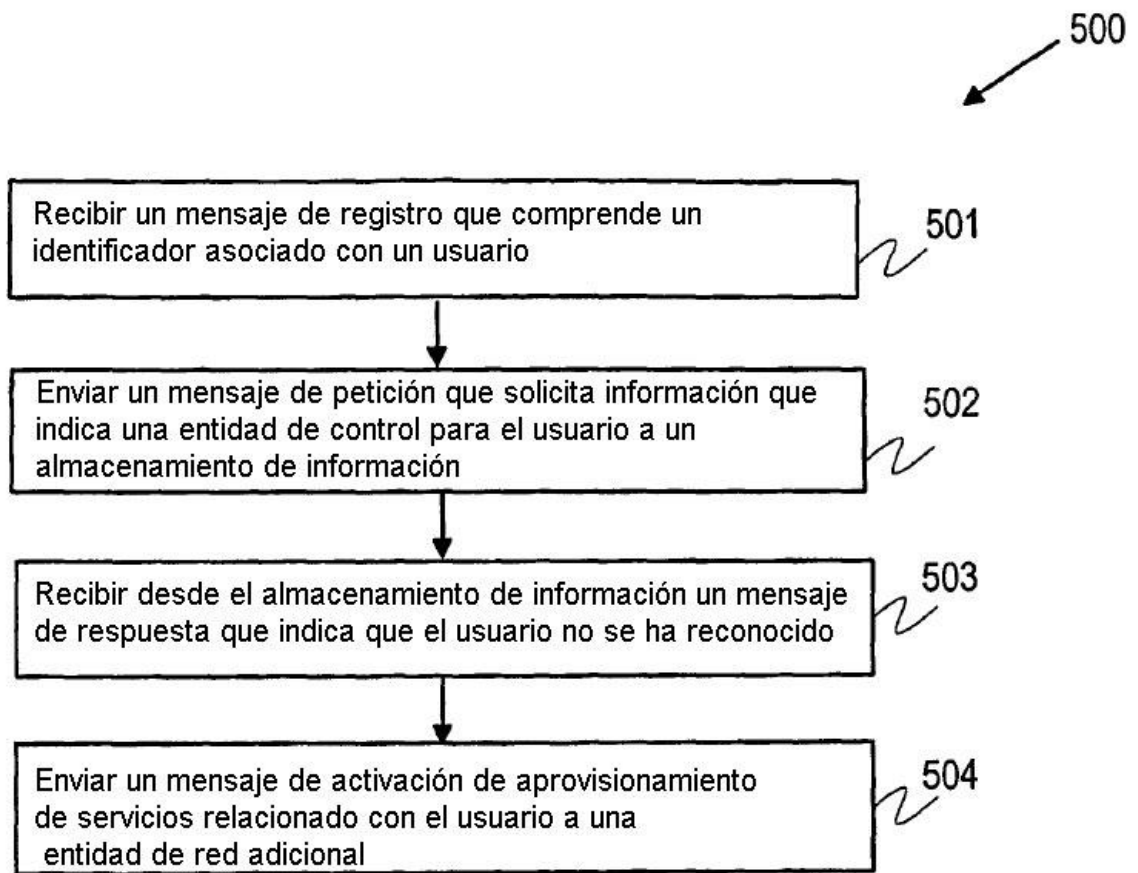 500
Recibir un mensaje de registro que comprende un
identificador asociado con un usuario
501
Enviar un mensaje de petición que solicita información que
indica una entidad de control para el usuario a un
almacenamiento de información
502
Recibir desde el almacenamiento de información un mensaje
de respuesta que indica que el usuario no se ha reconocido
503
Enviar un mensaje de activación de aprovisionamiento
de servicios relacionado con el usuario a una
entidad de red adicional
504